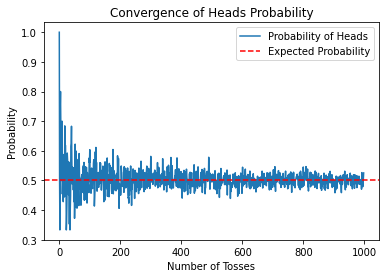 Convergence of Heads Probability
Probability of Heads
Expected Probability
Probability
1.0
0.9
0.8
0.7
0.6
0.5
0.4
0.3
0
200
400
600
800
1000
Number of Tosses